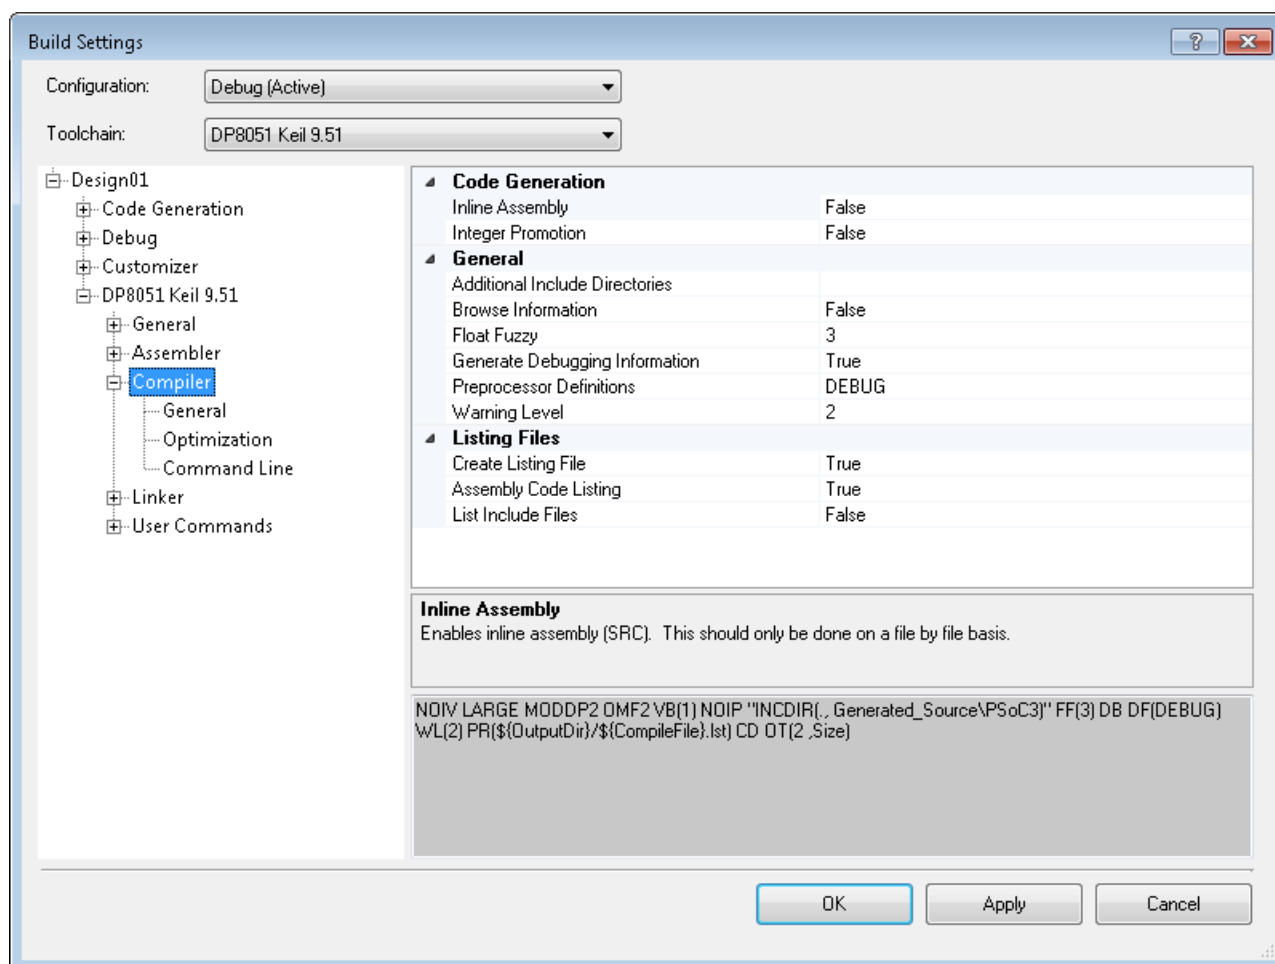 Build Settings
Configuration: Debug (Active)
Toolchain: DP8051 Keil 9.51
Design01
Code Generation
Debug
Customizer
DP8051 Keil 9.51
General
Assembler
Compiler
General
Optimization
Command Line
Linker
User Commands
Code Generation
Inline Assembly False
Integer Promotion False
General
Additional Include Directories
Browse Information False
Float Fuzzy 3
Generate Debugging Information True
Preprocessor Definitions DEBUG
Warning Level 2
Listing Files
Create Listing File True
Assembly Code Listing True
List Include Files False
Inline Assembly
Enables inline assembly (SRC). This should only be done on a file by file basis.
NOIV LARGE MODDP2 OMF2 VB(1) NOIP "INCDIR(., Generated_Source\PSoC3)" FF(3) DB DF(DEBUG)
WL(2) PR(${OutputDir}/${CompileFile}.lst) CD OT(2 ,Size)
OK Apply Cancel